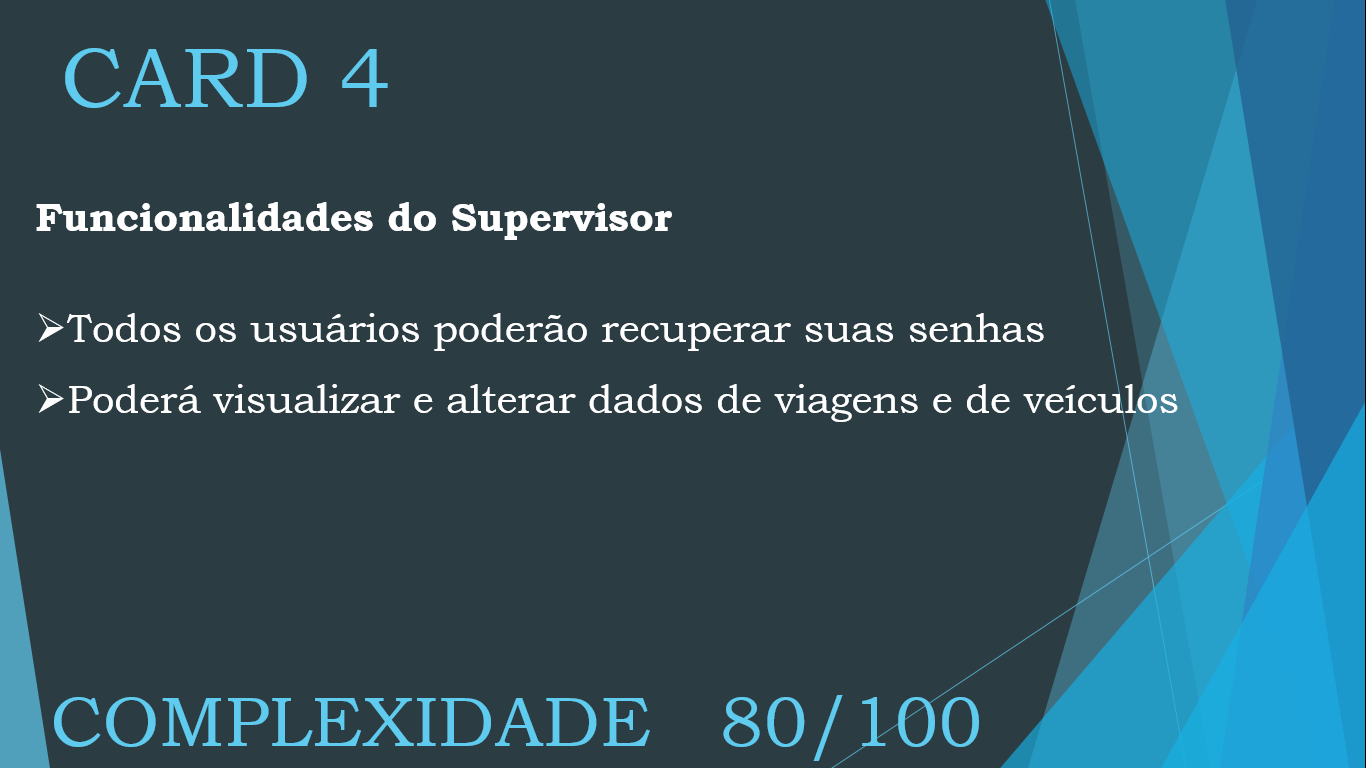 CARD 4
Funcionalidades do Supervisor
➢Todos os usuários poderão recuperar suas senhas
➢Poderá visualizar e alterar dados de viagens e de veículos
COMPLEXIDADE 80/100